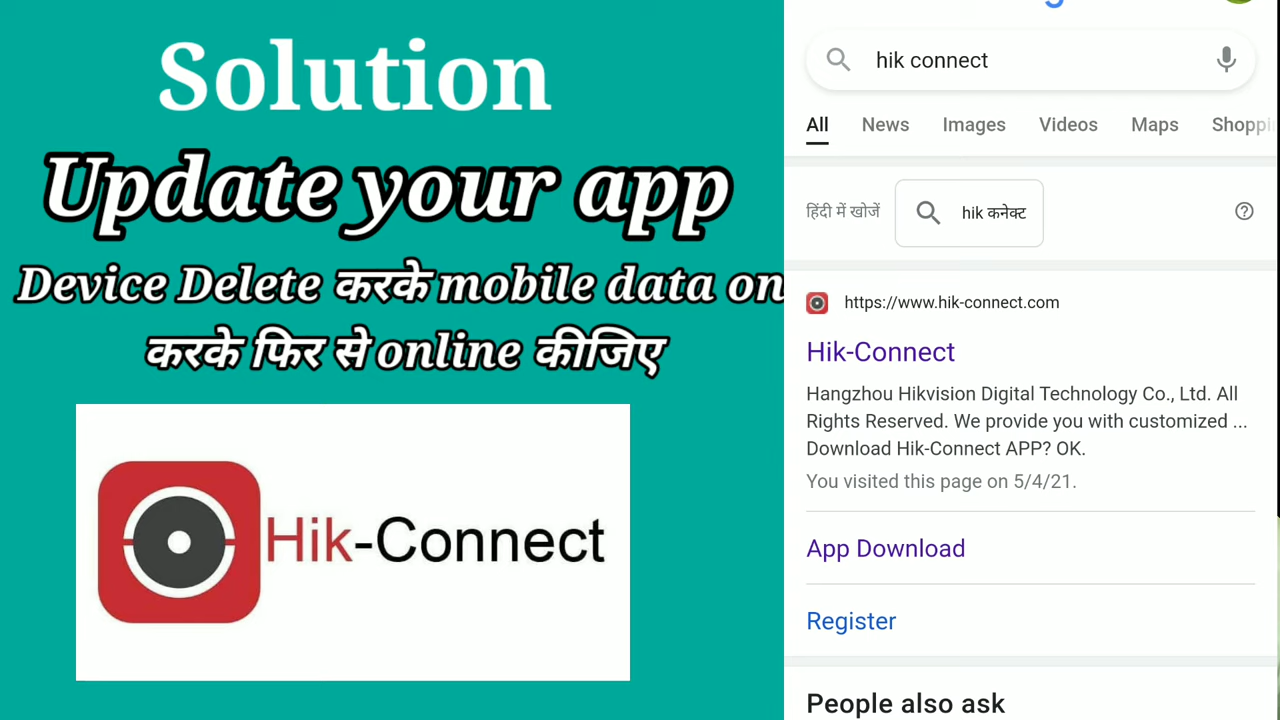 Solution
Update your app
Device Delete करके mobile data on
करके फिर से online कीजिए
Hik-Connect
hik connect
All News Images Videos Maps Shoppi
हिंदी में खोजें hik कनेक्ट
https://www.hik-connect.com
Hik-Connect
Hangzhou Hikvision Digital Technology Co., Ltd. All
Rights Reserved. We provide you with customized ...
Download Hik-Connect APP? OK.
You visited this page on 5/4/21.
App Download
Register
People also ask